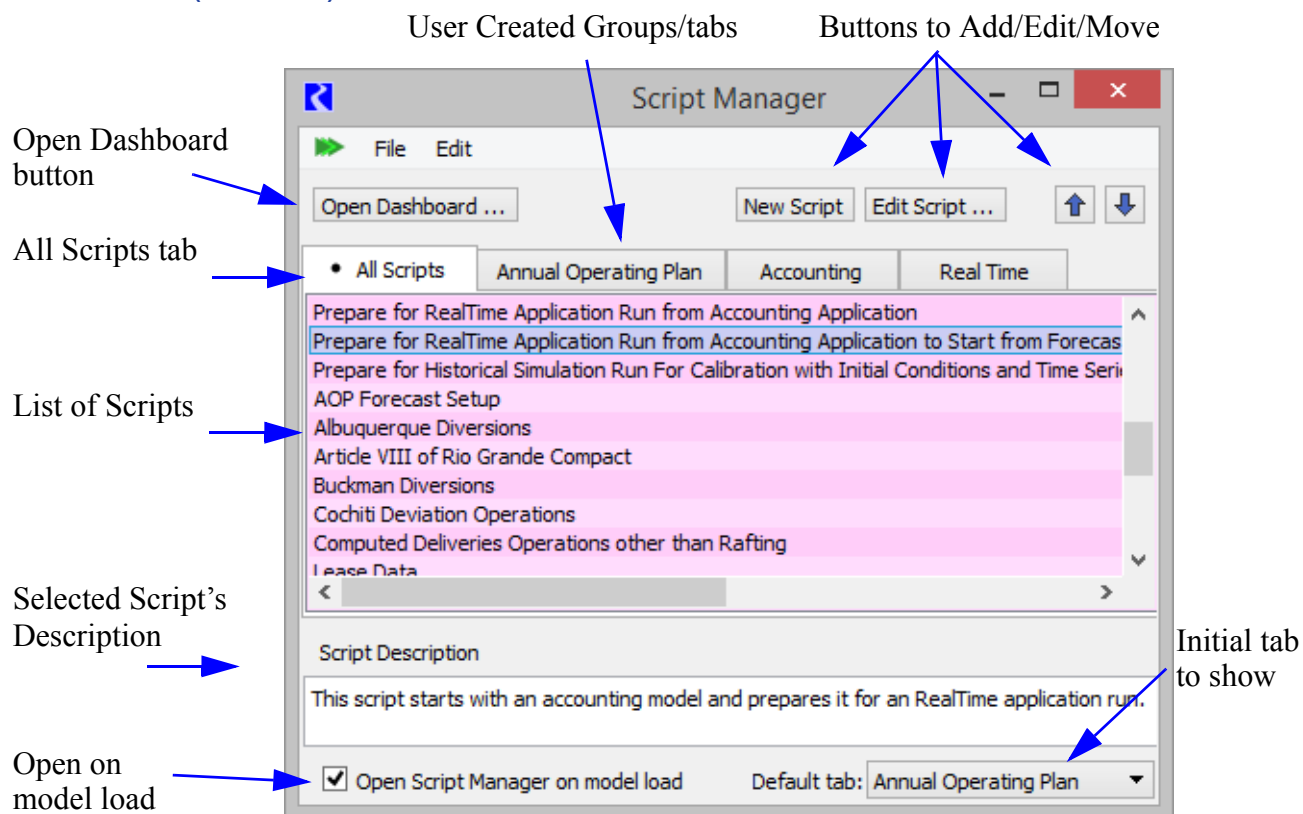 User Created Groups/tabs
Buttons to Add/Edit/Move
Script Manager
Open Dashboard
button
File Edit
Open Dashboard ...
New Script
Edit Script ...
All Scripts tab
• All Scripts
Annual Operating Plan
Accounting
Real Time
Prepare for RealTime Application Run from Accounting Application
Prepare for RealTime Application Run from Accounting Application to Start from Forecas
Prepare for Historical Simulation Run For Calibration with Initial Conditions and Time Serie
AOP Forecast Setup
List of Scripts
Albuquerque Diversions
Article VIII of Rio Grande Compact
Buckman Diversions
Cochiti Deviation Operations
Computed Deliveries Operations other than Rafting
Lease Data
Selected Script’s
Description
Script Description
Initial tab
to show
This script starts with an accounting model and prepares it for an RealTime application run.
Open on
model load
Open Script Manager on model load
Default tab: Annual Operating Plan